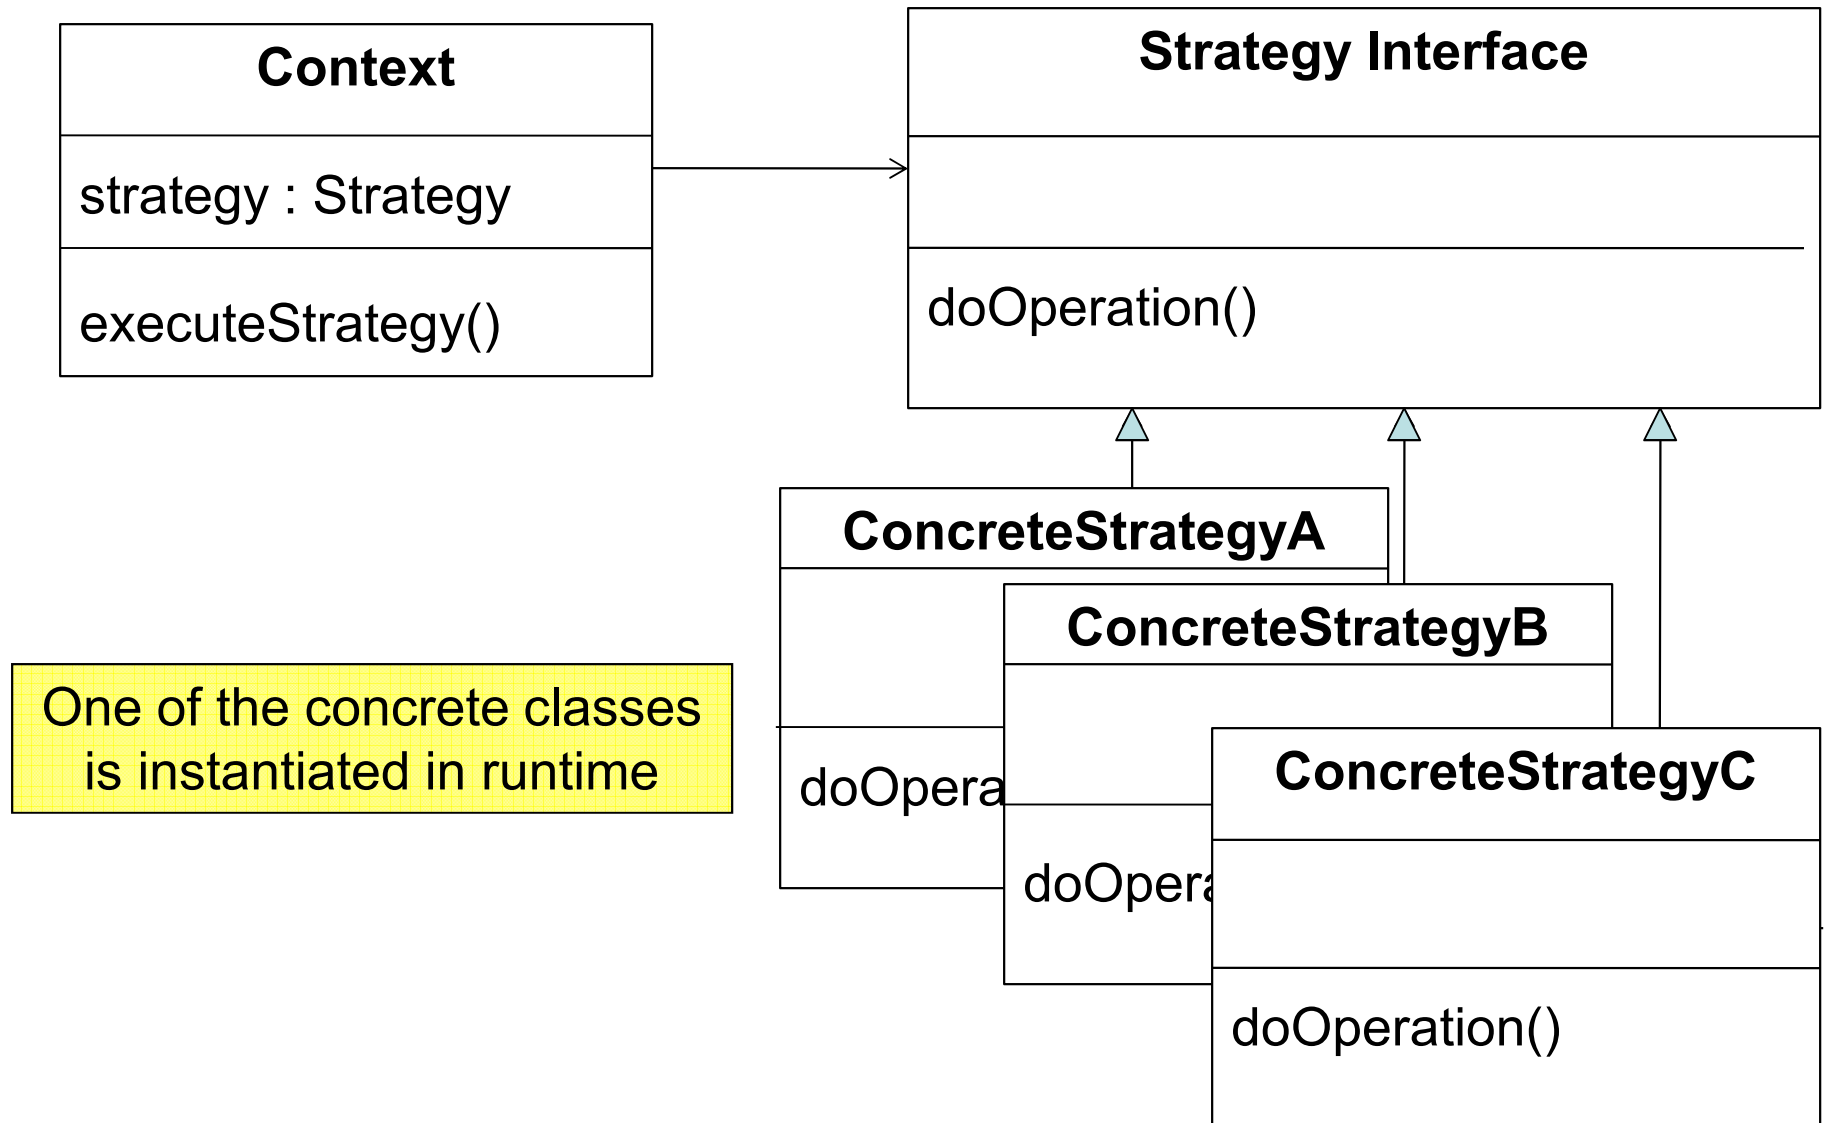 Context
strategy : Strategy
executeStrategy()
Strategy Interface
doOperation()
ConcreteStrategyA
doOpera
ConcreteStrategyB
doOpera
ConcreteStrategyC
doOperation()
One of the concrete classes
is instantiated in runtime